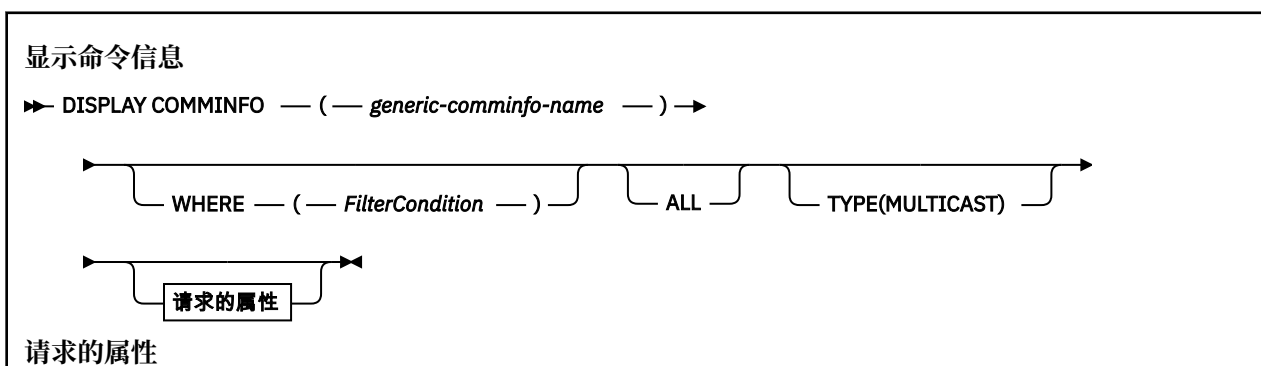 显示命令信息
DISPLAY COMMINFO ( generic-comminfo-name )
WHERE ( FilterCondition ) ALL TYPE(MULTICAST)
请求的属性
请求的属性